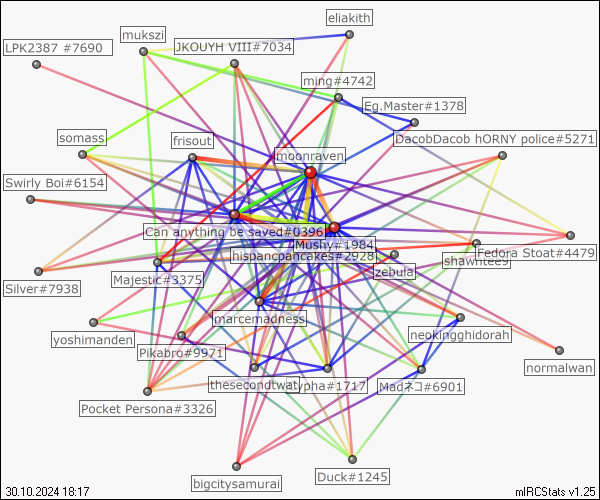 eliakith
mukszi
LPK2387 #7690
JKOUYH VIII#7034
ming#4742
Eg.Master#1378
DacobDacob hORNY police#5271
somass
frisout
moonraven
Swirly Boi#6154
Can anything be saved#0396
Mushy#1984
hispancpancakes#2928
shawntee9
Fedora Stoat#4479
zebula
Majestic#3375
Silver#7938
marcemadness
neokingghidorah
yoshimanden
Pikabro#9971
normalwan
thesecondtwat
ypha#1717
Madネコ#6901
Pocket Persona#3326
Duck#1245
bigcitysamurai
30.10.2024 18:17
mIRCStats v1.25